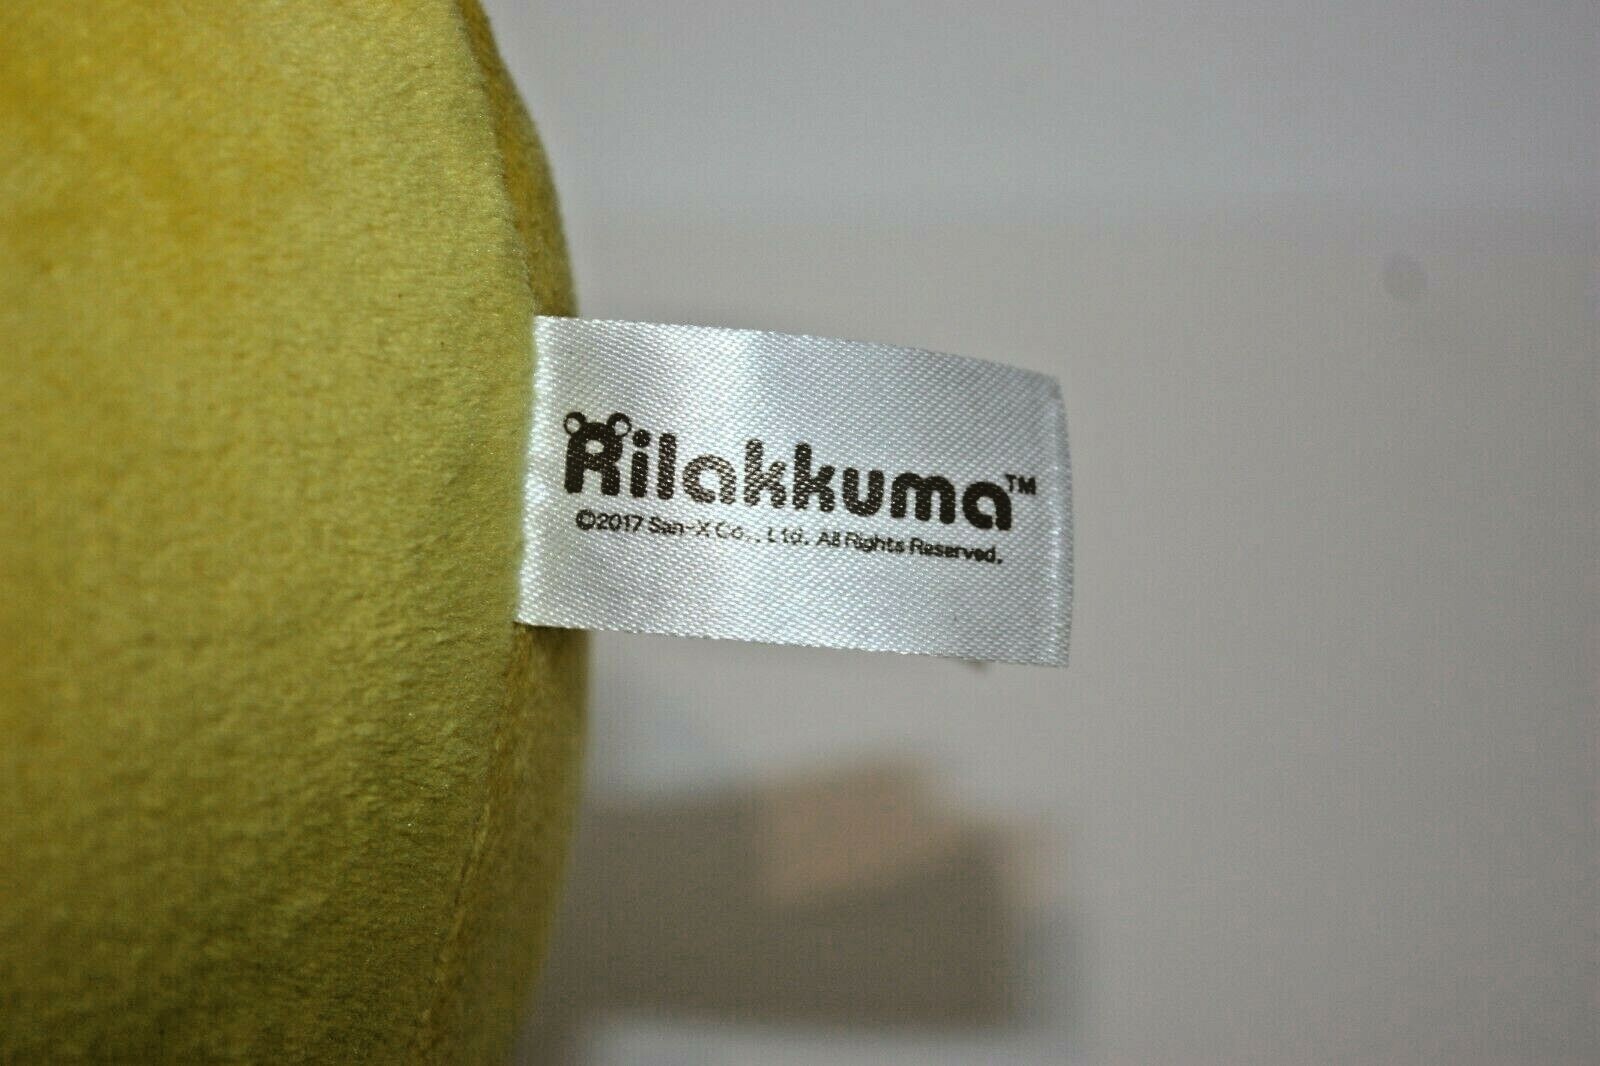 Rilakkuma™
©2017 San-X Co., Ltd. All Rights Reserved.